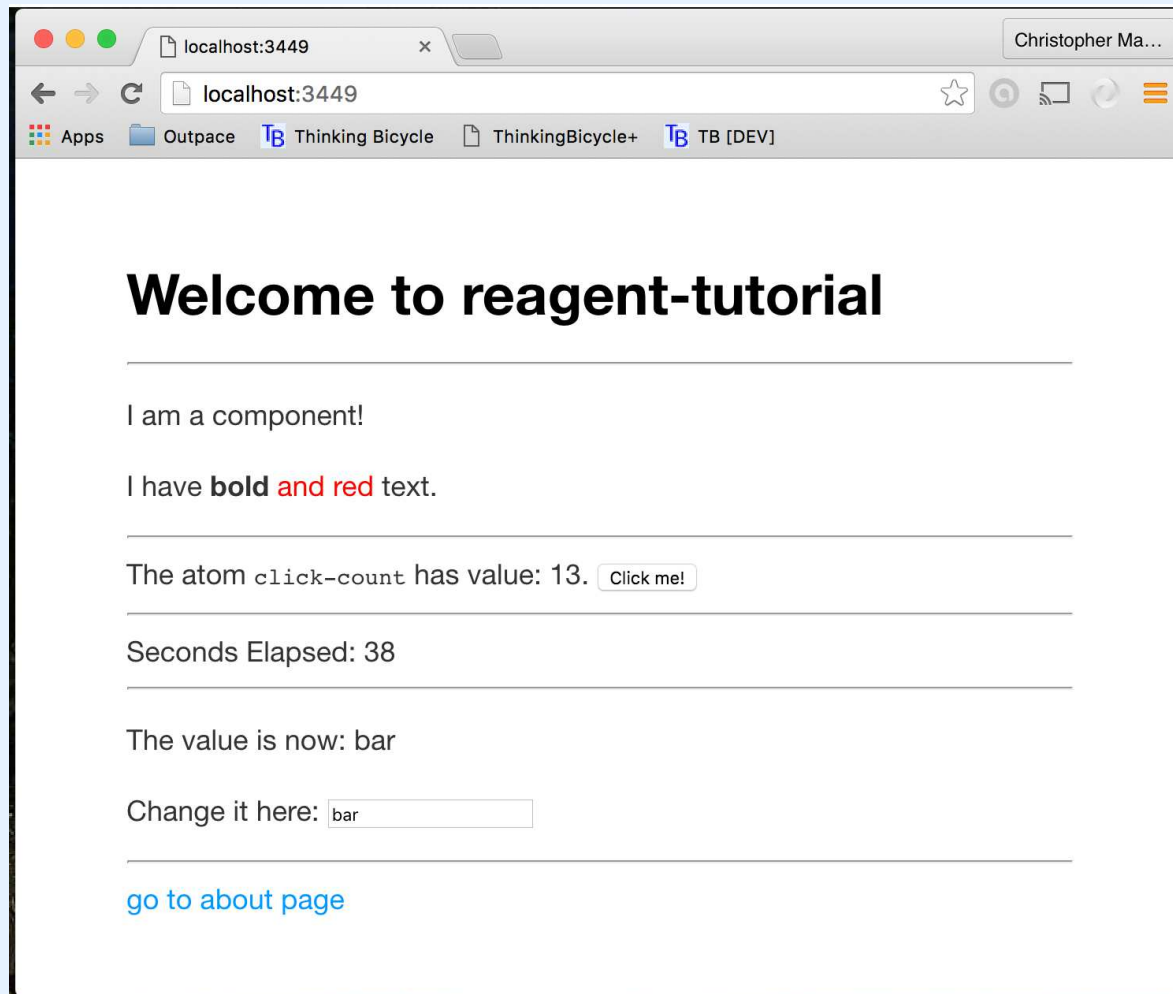 localhost:3449
Christopher Ma...
localhost:3449
Apps Outpace TB Thinking Bicycle ThinkingBicycle+ TB TB [DEV]
Welcome to reagent-tutorial
I am a component!
I have bold and red text.
The atom click-count has value: 13. Click me!
Seconds Elapsed: 38
The value is now: bar
Change it here: bar
go to about page